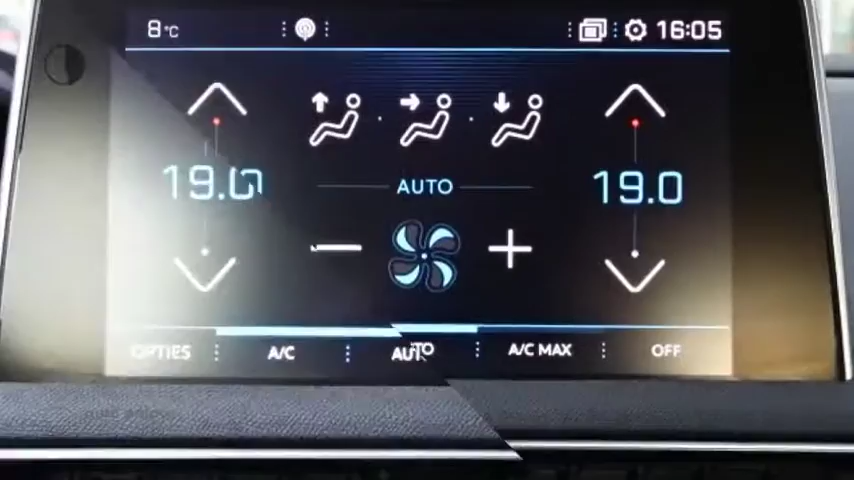 8°C 16:05
19.0 19.0
AUTO
OPTIES A/C AUTO A/C MAX OFF